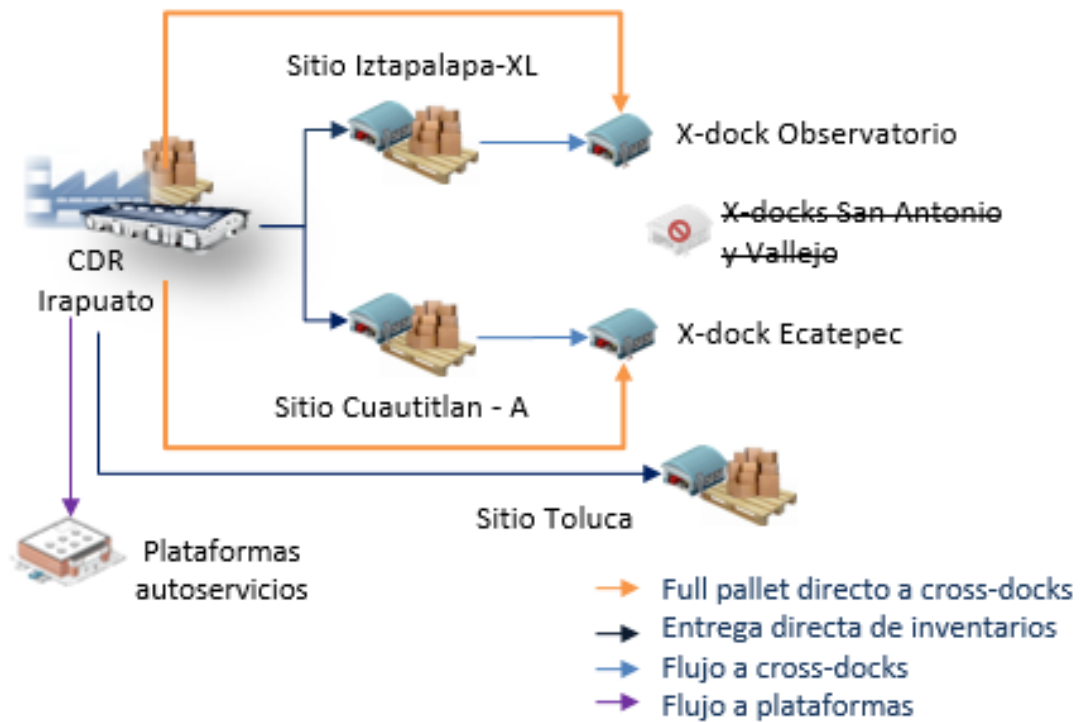 Sitio Iztapalapa-XL
X-dock Observatorio
X-docks San Antonio
y Vallejo
CDR
Irapuato
X-dock Ecatepec
Sitio Cuautitlan - A
Sitio Toluca
Plataformas
autoservicios
Full pallet directo a cross-docks
Entrega directa de inventarios
Flujo a cross-docks
Flujo a plataformas